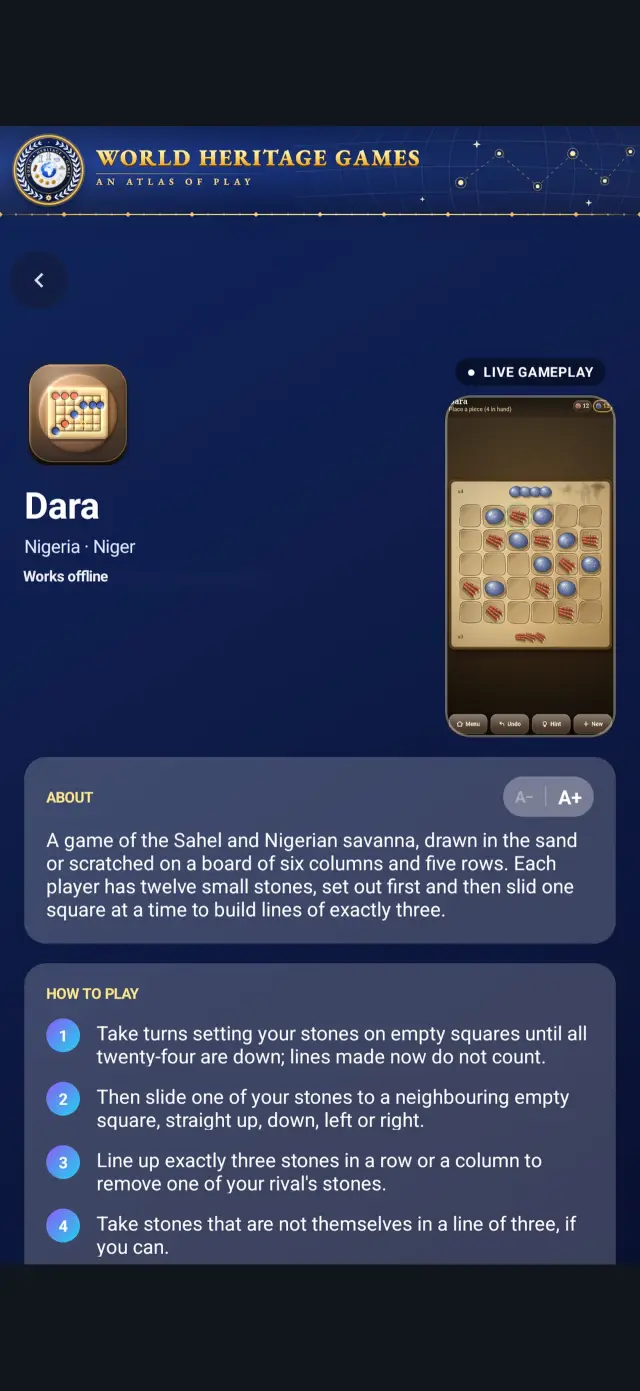 WORLD HERITAGE GAMES
AN ATLAS OF PLAY
LIVE GAMEPLAY
Place a piece (4 in hand)
12
x4
Menu
Undo
Hint
New
Dara
Nigeria · Niger
Works offline
ABOUT
A−
A+
A game of the Sahel and Nigerian savanna, drawn in the sand
or scratched on a board of six columns and five rows. Each
player has twelve small stones, set out first and then slid one
square at a time to build lines of exactly three.
HOW TO PLAY
1
Take turns setting your stones on empty squares until all
twenty-four are down; lines made now do not count.
2
Then slide one of your stones to a neighbouring empty
square, straight up, down, left or right.
3
Line up exactly three stones in a row or a column to
remove one of your rival's stones.
4
Take stones that are not themselves in a line of three, if
you can.